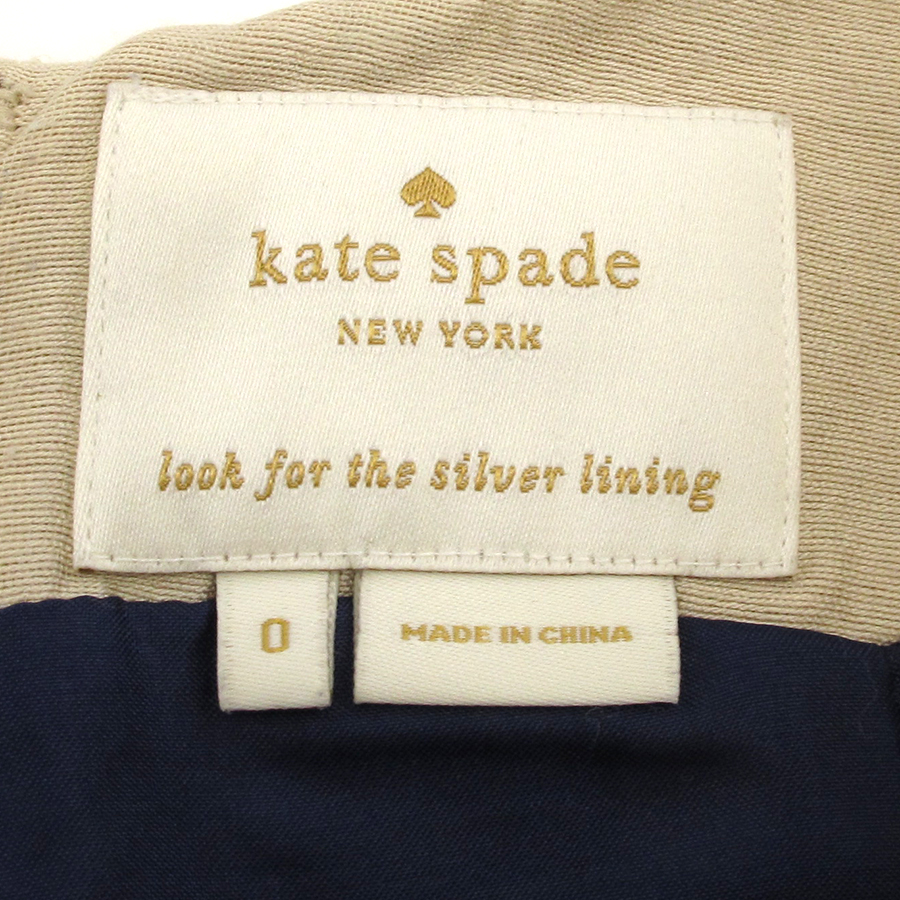 kate spade
NEW YORK
look for the silver lining
0
MADE IN CHINA